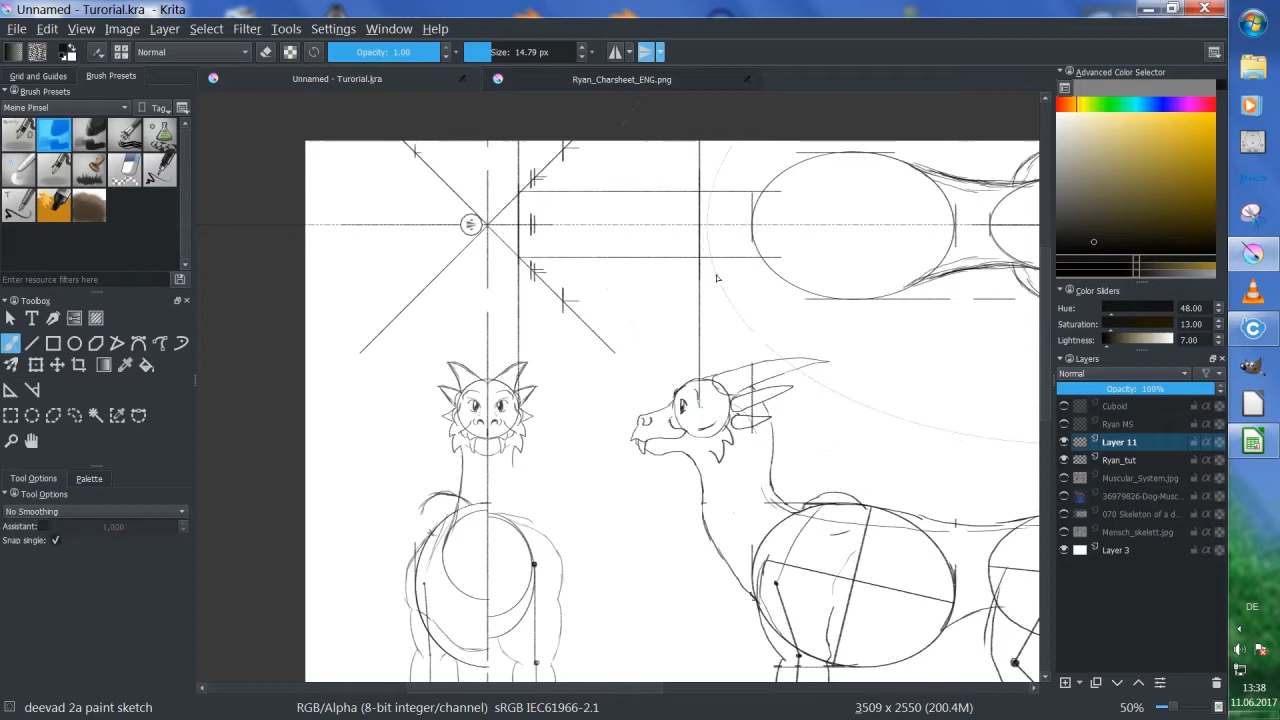 Unnamed - Turorial.kra - Krita
File Edit View Image Layer Select Filter Tools Settings Window Help
Normal Opacity: 1.00 Size: 14.79 px
Grid and Guides Brush Presets
Unnamed - Turorial.kra Ryan_Charsheet_ENG.png
Brush Presets
Meine Pinsel Tag
Enter resource filters here
Toolbox
Tool Options Palette
Tool Options
No Smoothing
Assistant: 1,000
Snap single:
Advanced Color Selector
Color Sliders
Hue: 48.00
Saturation: 13.00
Lightness: 7.00
Layers
Normal
Opacity: 100%
Cuboid
Ryan MS
Layer 11
Ryan_tut
Muscular_System.jpg
36979826-Dog-Musc...
070 Skeleton of a d...
Mensch_skelett.jpg
Layer 3
DE
deevad 2a paint sketch RGB/Alpha (8-bit integer/channel) sRGB IEC61966-2.1 3509 x 2550 (200.4M) 50%
13:38
11.06.2017